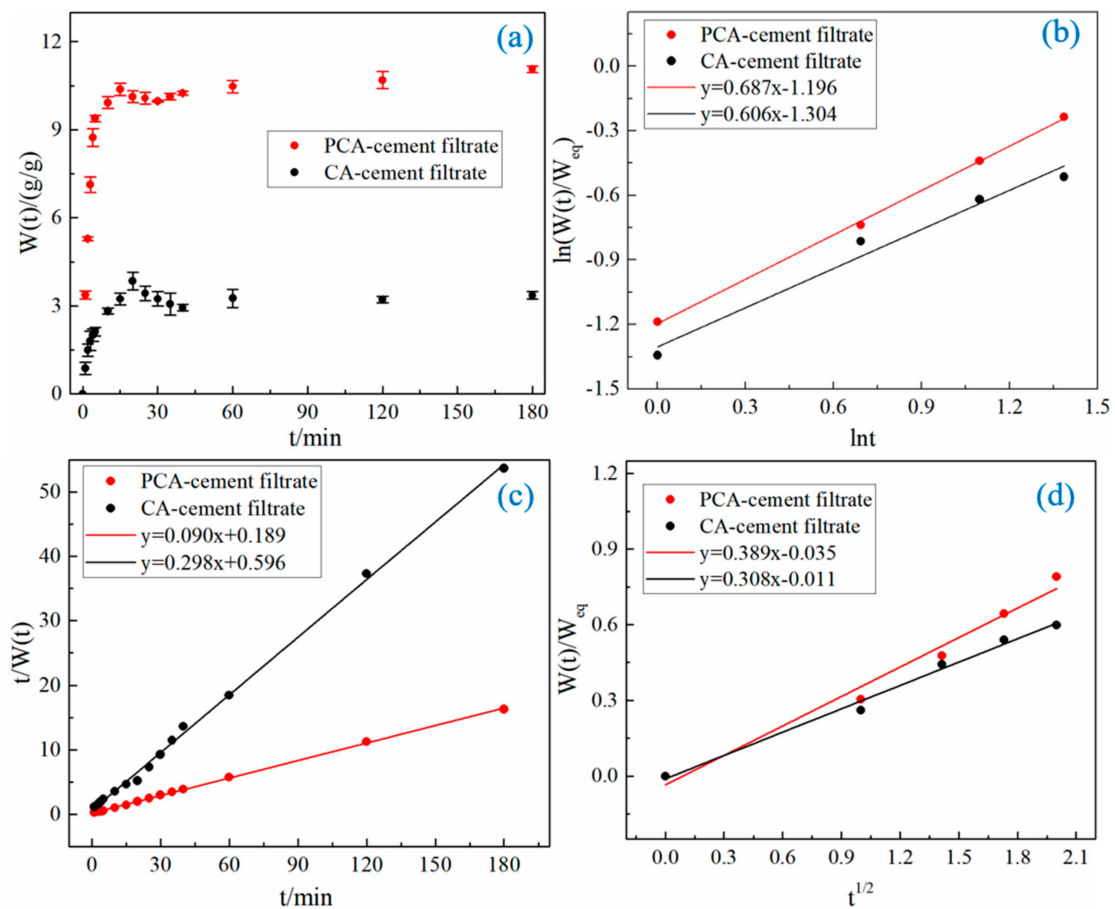 (a)
12
9
6
3
0
W(t)/(g/g)
PCA-cement filtrate
CA-cement filtrate
0 30 60 90 120 150 180
t/min
(b)
PCA-cement filtrate
CA-cement filtrate
y=0.687x-1.196
y=0.606x-1.304
0.0
-0.3
-0.6
-0.9
-1.2
-1.5
ln(W(t)/Weq)
0.0 0.3 0.6 0.9 1.2 1.5
lnt
(c)
PCA-cement filtrate
CA-cement filtrate
y=0.090x+0.189
y=0.298x+0.596
50
40
30
20
10
0
t/W(t)
0 30 60 90 120 150 180
t/min
(d)
PCA-cement filtrate
CA-cement filtrate
y=0.389x-0.035
y=0.308x-0.011
1.2
0.9
0.6
0.3
0.0
W(t)/Weq
0.0 0.3 0.6 0.9 1.2 1.5 1.8 2.1
t1/2